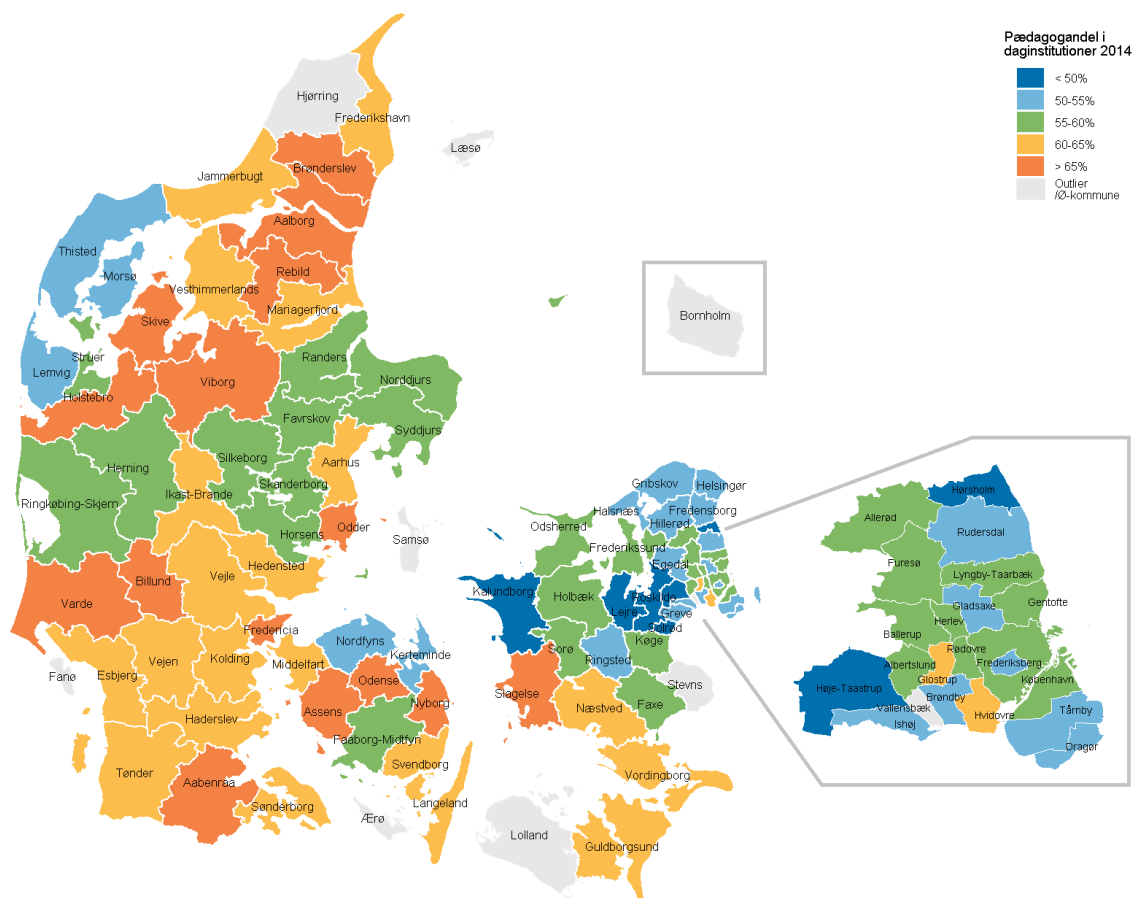 Pædagogandel i
daginstitutioner 2014
< 50%
50-55%
55-60%
60-65%
> 65%
Outlier
/Ø-kommune
Hjørring
Frederikshavn
Læsø
Brønderslev
Jammerbugt
Aalborg
Thisted
Rebild
Morsø
Vesthimmerlands
Mariagerfjord
Bornholm
Skive
Struer
Randers
Lemvig
Viborg
Norddjurs
Holstebro
Favrskov
Syddjurs
Silkeborg
Aarhus
Herning
Skanderborg
Ikast-Brande
Ringkøbing-Skjern
Odder
Horsens
Samsø
Hedensted
Vejle
Billund
Varde
Fredericia
Nordfyns
Kerteminde
Middelfart
Kolding
Vejen
Esbjerg
Fanø
Odense
Assens
Nyborg
Haderslev
Faaborg-Midtfyn
Svendborg
Tønder
Aabenraa
Sønderborg
Langeland
Ærø
Gribskov
Helsingør
Halsnæs
Fredensborg
Hillerød
Odsherred
Frederikssund
Egedal
Kalundborg
Holbæk
Roskilde
Lejre
Greve
Solrød
Køge
Sorø
Ringsted
Stevns
Slagelse
Næstved
Faxe
Vordingborg
Lolland
Guldborgsund
Hørsholm
Allerød
Rudersdal
Furesø
Lyngby-Taarbæk
Gladsaxe
Gentofte
Herlev
Ballerup
Rødovre
Albertslund
Frederiksberg
Glostrup
København
Høje-Taastrup
Brøndby
Vallensbæk
Hvidovre
Tårnby
Ishøj
Dragør